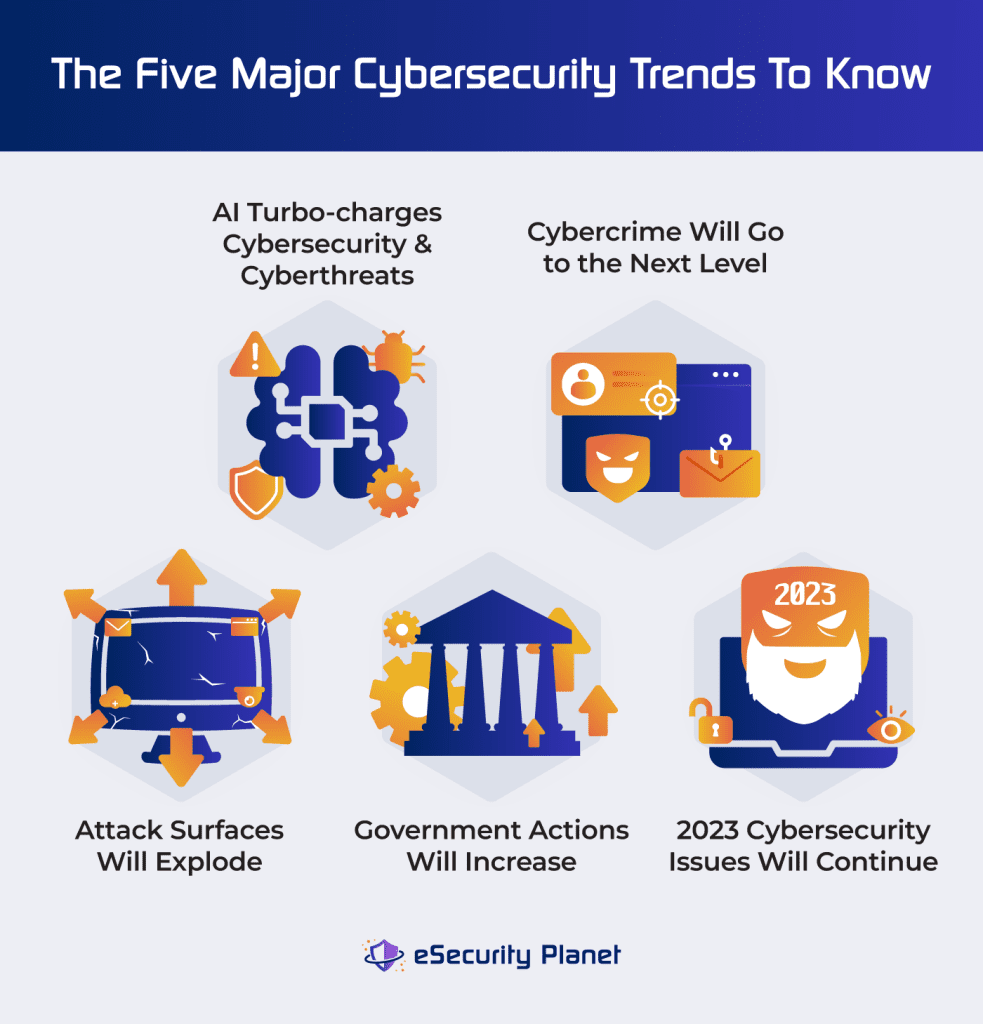 The Five Major Cybersecurity Trends To Know
AI Turbo-charges
Cybersecurity &
Cyberthreats
Cybercrime Will Go
to the Next Level
Attack Surfaces
Will Explode
Government Actions
Will Increase
2023
2023 Cybersecurity
Issues Will Continue
eSecurity Planet